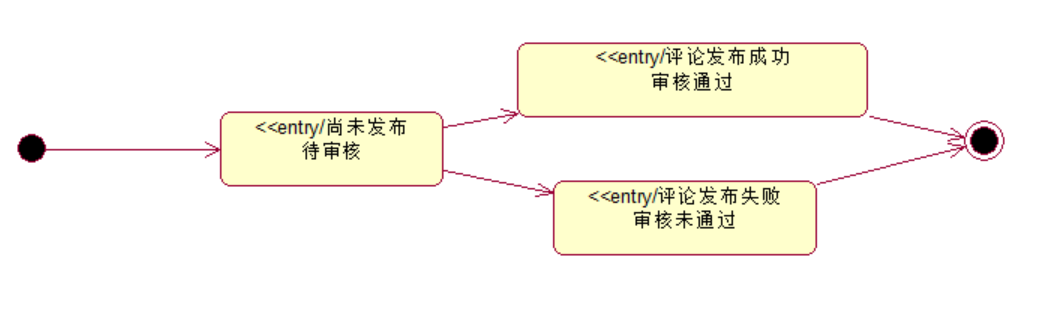 <<entry/尚未发布
待审核
<<entry/评论发布成功
审核通过
<<entry/评论发布失败
审核未通过